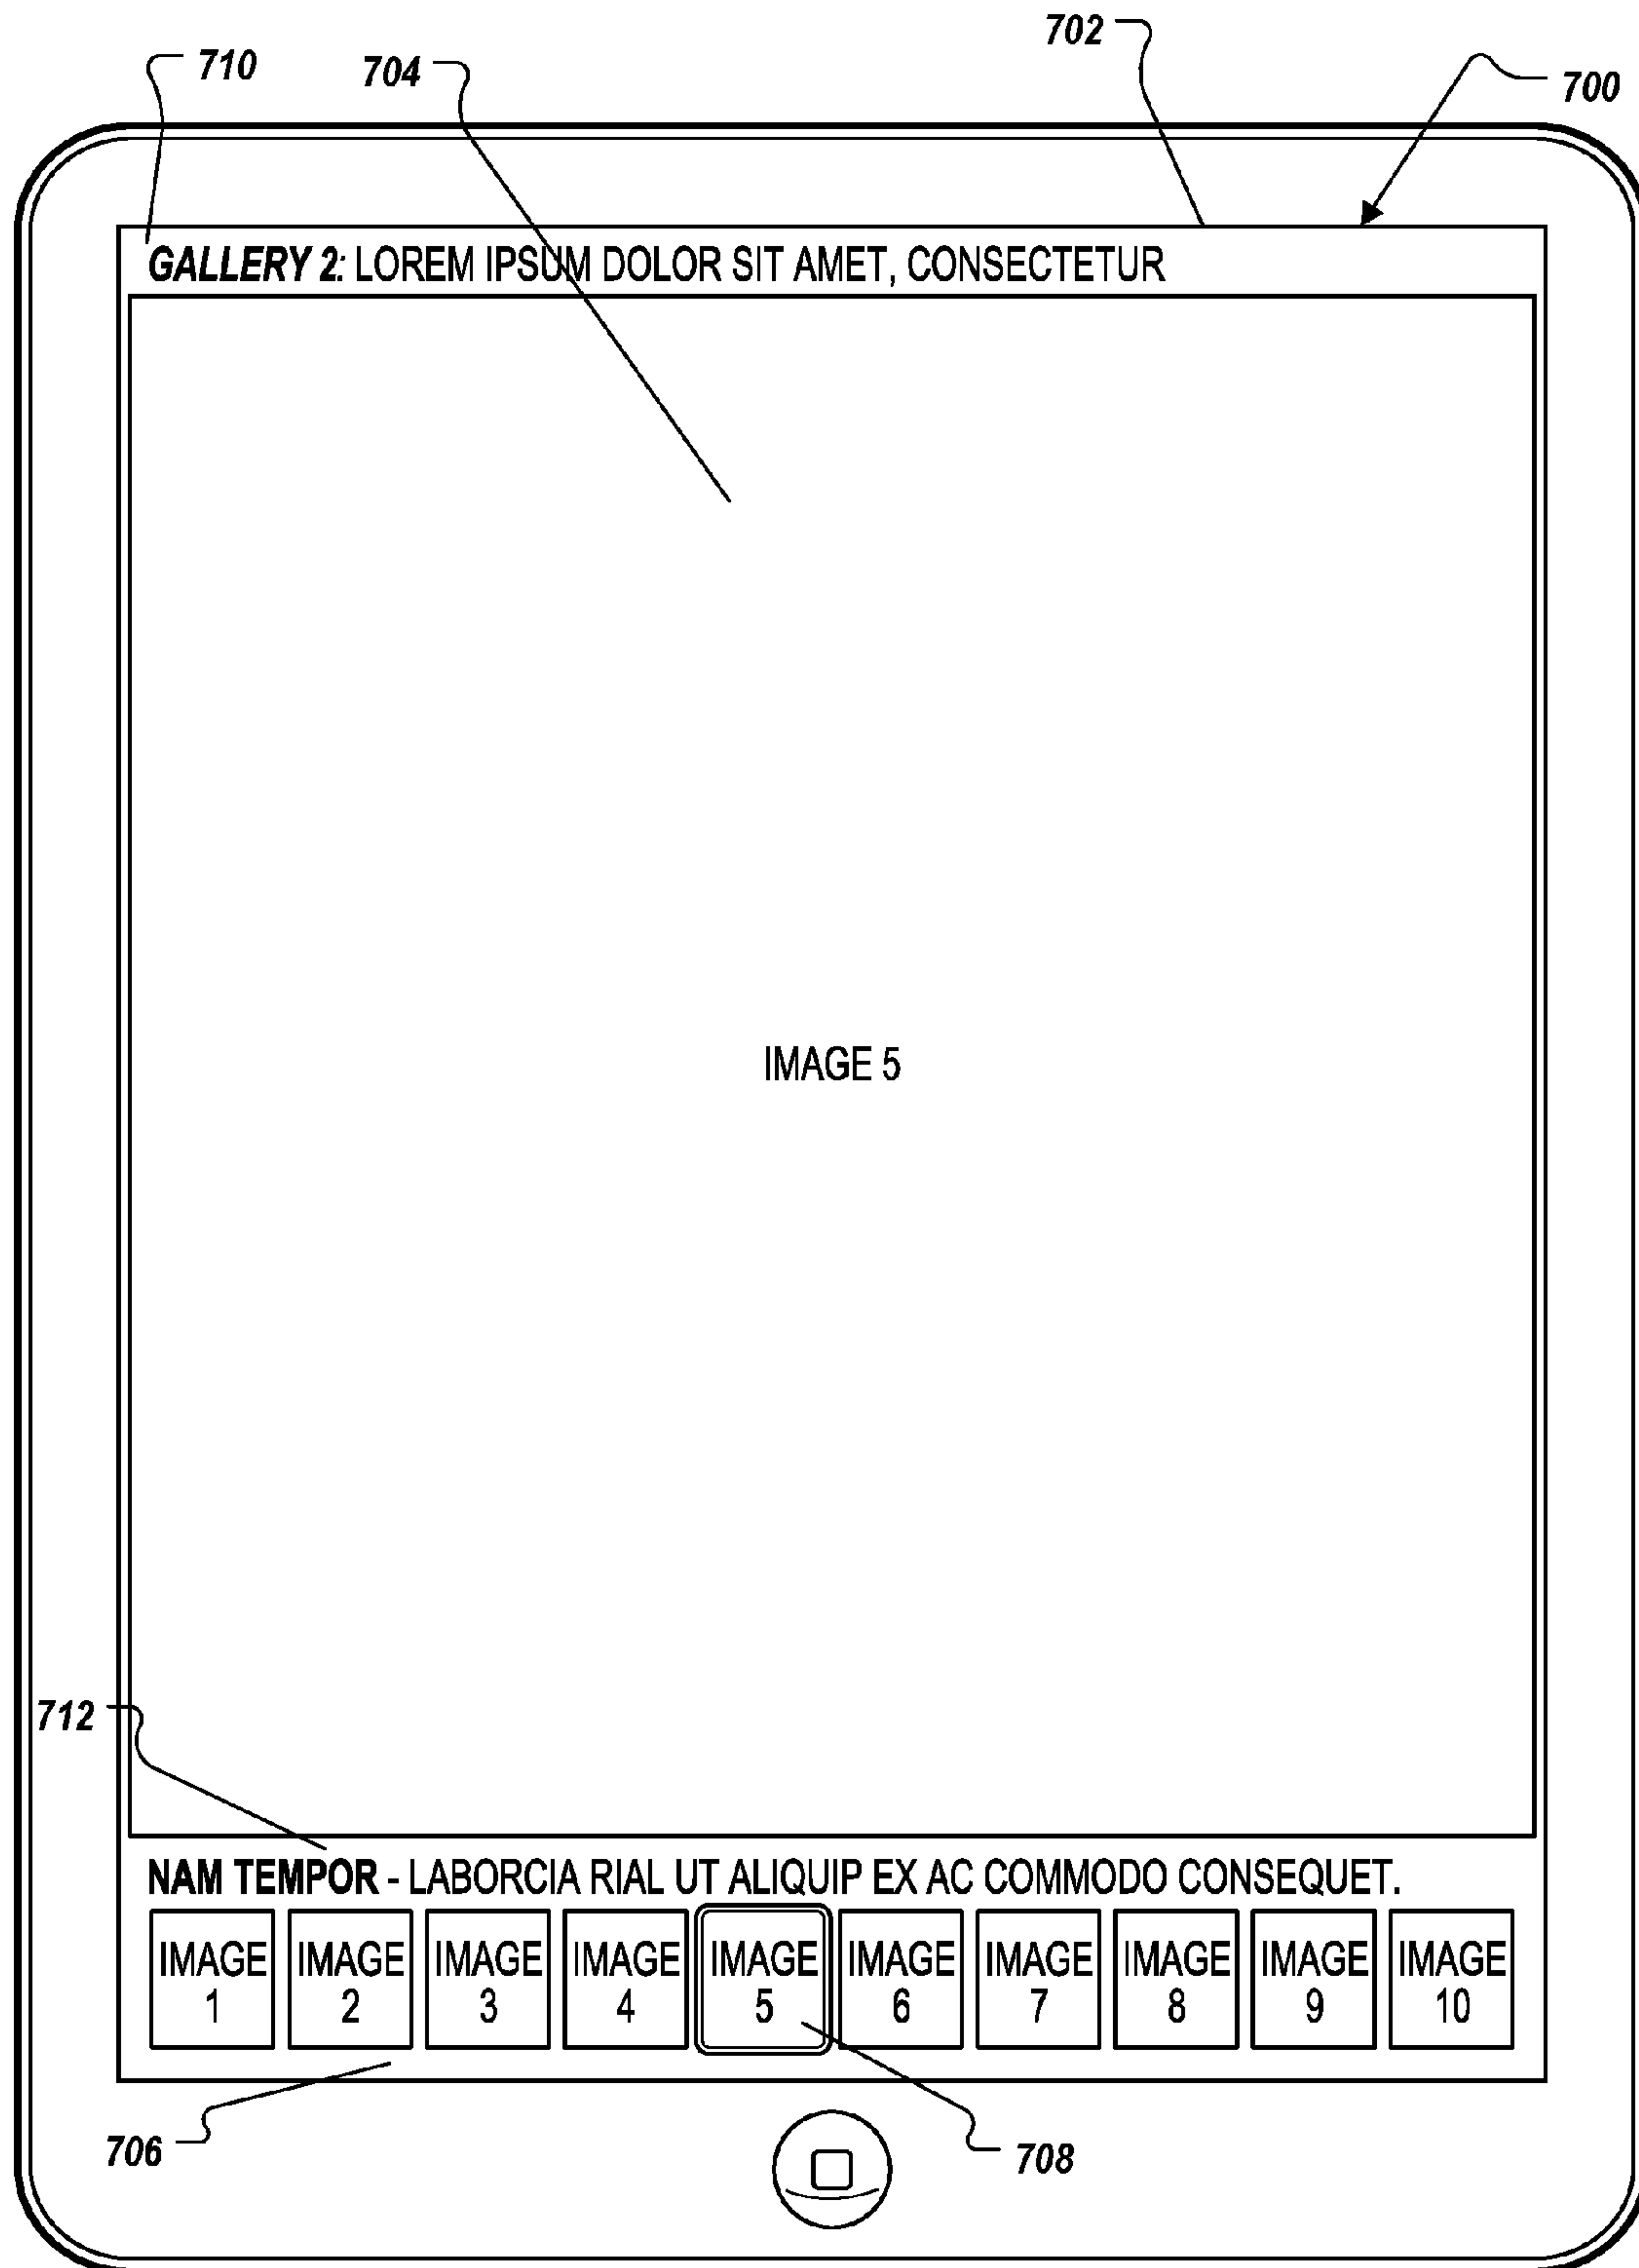 702
710
704
700
GALLERY 2: LOREM IPSUM DOLOR SIT AMET, CONSECTETUR
IMAGE 5
712
NAM TEMPOR - LABORCIA RIAL UT ALIQUIP EX AC COMMODO CONSEQUET.
IMAGE 1
IMAGE 2
IMAGE 3
IMAGE 4
IMAGE 5
IMAGE 6
IMAGE 7
IMAGE 8
IMAGE 9
IMAGE 10
706
708